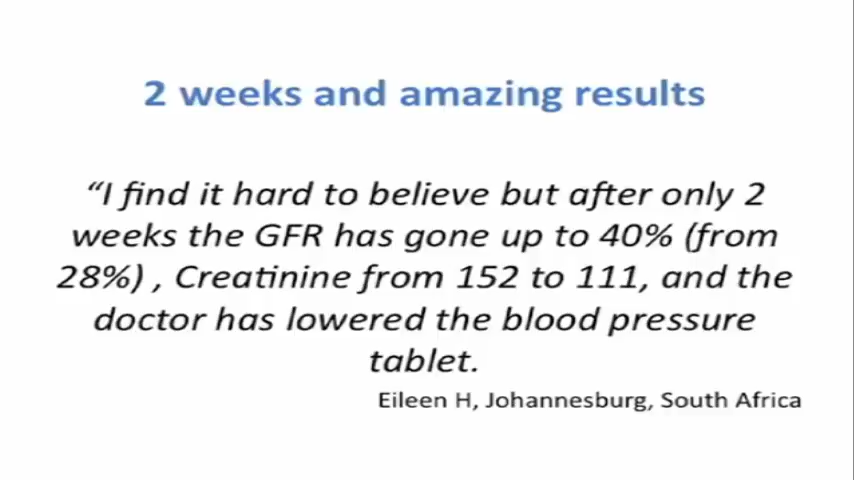 2 weeks and amazing results
“I find it hard to believe but after only 2
weeks the GFR has gone up to 40% (from
28%) , Creatinine from 152 to 111, and the
doctor has lowered the blood pressure
tablet.
Eileen H, Johannesburg, South Africa